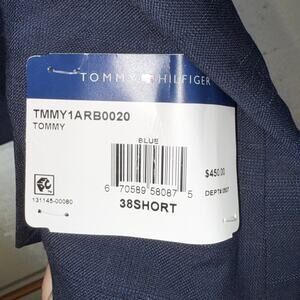 TOMMY HILFIGER
TMMY1ARB0020
TOMMY
BLUE
$450.00
6 70589 58087 5
131145-00080
38SHORT